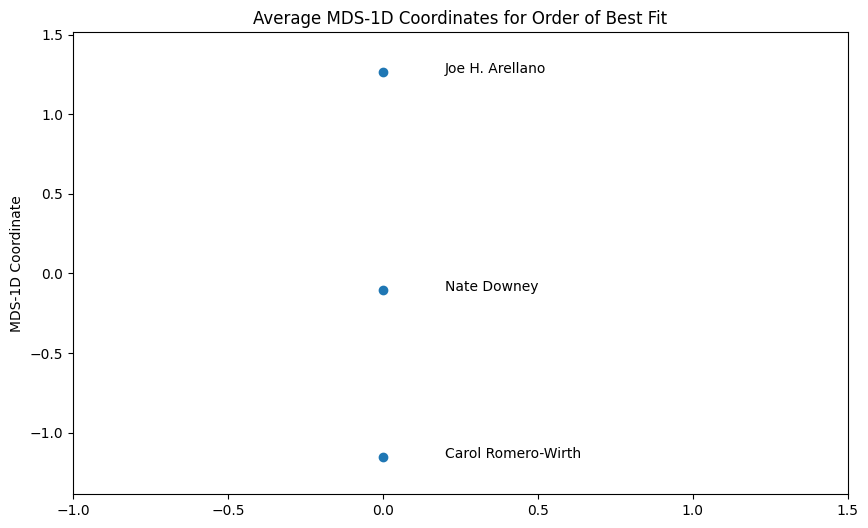 Average MDS-1D Coordinates for Order of Best Fit
1.5
Joe H. Arellano
1.0
0.5
MDS-1D Coordinate
0.0
Nate Downey
−0.5
−1.0
Carol Romero-Wirth
−1.0 −0.5 0.0 0.5 1.0 1.5